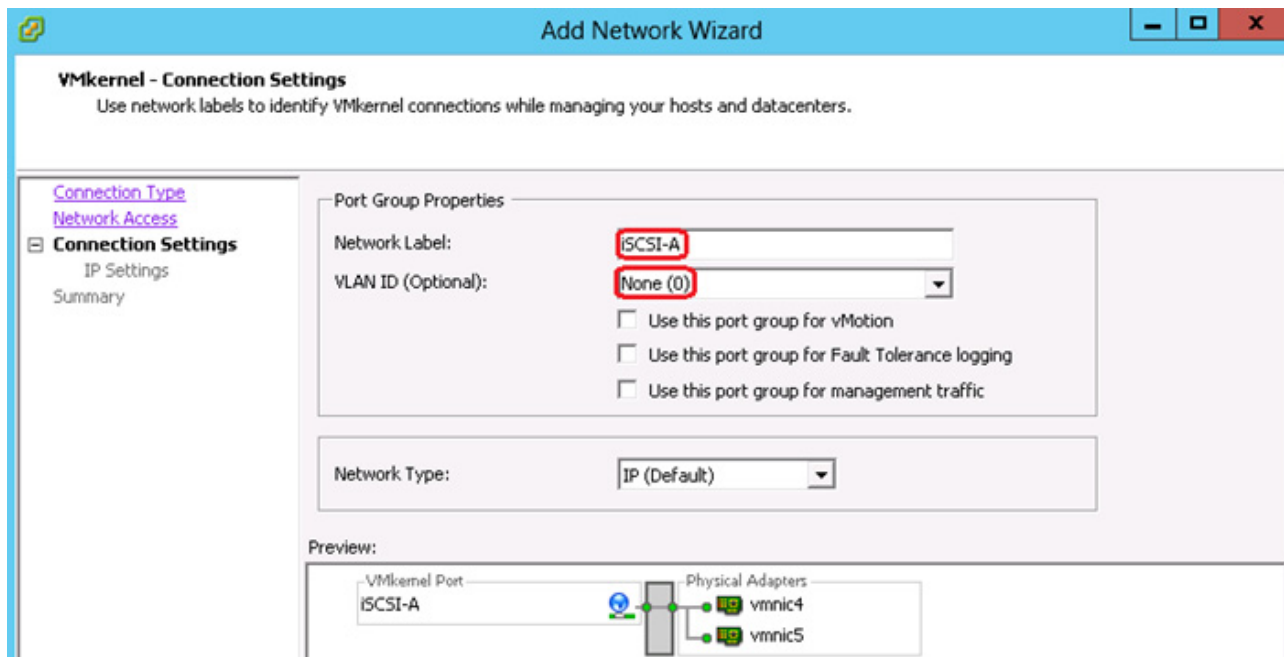 Add Network Wizard
VMkernel - Connection Settings
Use network labels to identify VMkernel connections while managing your hosts and datacenters.
Connection Type
Network Access
Connection Settings
IP Settings
Summary
Port Group Properties
Network Label:
iSCSI-A
VLAN ID (Optional):
None (0)
Use this port group for vMotion
Use this port group for Fault Tolerance logging
Use this port group for management traffic
Network Type:
IP (Default)
Preview:
VMkernel Port
iSCSI-A
Physical Adapters
vmnic4
vmnic5